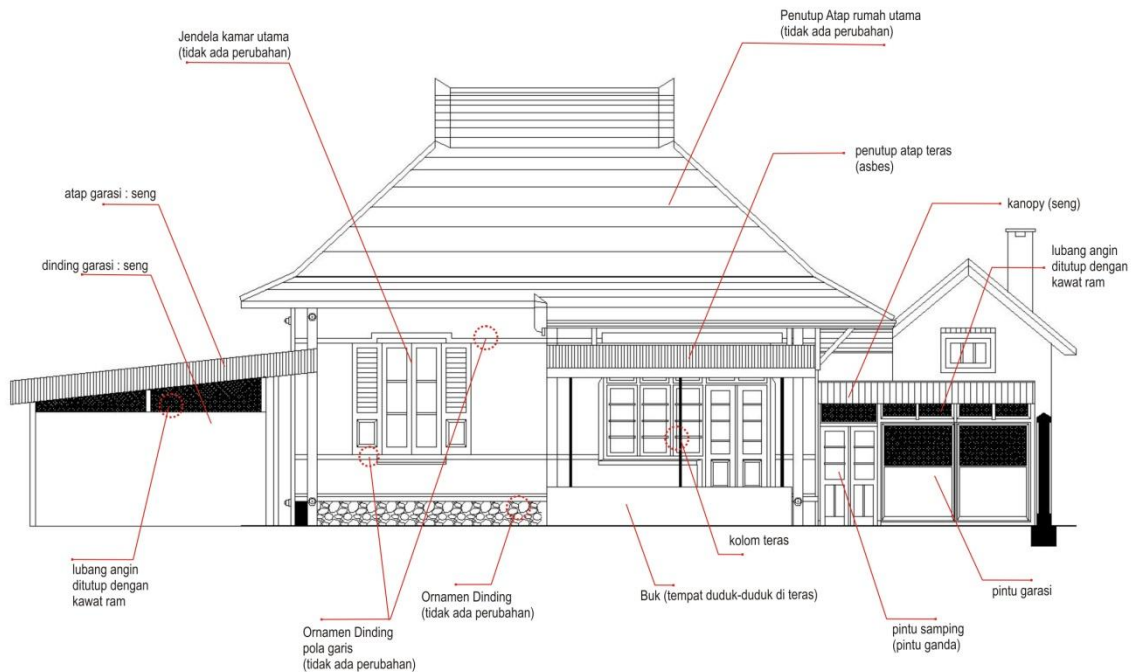 Penutup Atap rumah utama
(tidak ada perubahan)
Jendela kamar utama
(tidak ada perubahan)
penutup atap teras
(asbes)
atap garasi : seng
kanopy (seng)
lubang angin
ditutup dengan
kawat ram
dinding garasi : seng
kolom teras
lubang angin
ditutup dengan
kawat ram
Ornamen Dinding
(tidak ada perubahan)
Buk (tempat duduk-duduk di teras)
pintu garasi
Ornamen Dinding
pola garis
(tidak ada perubahan)
pintu samping
(pintu ganda)